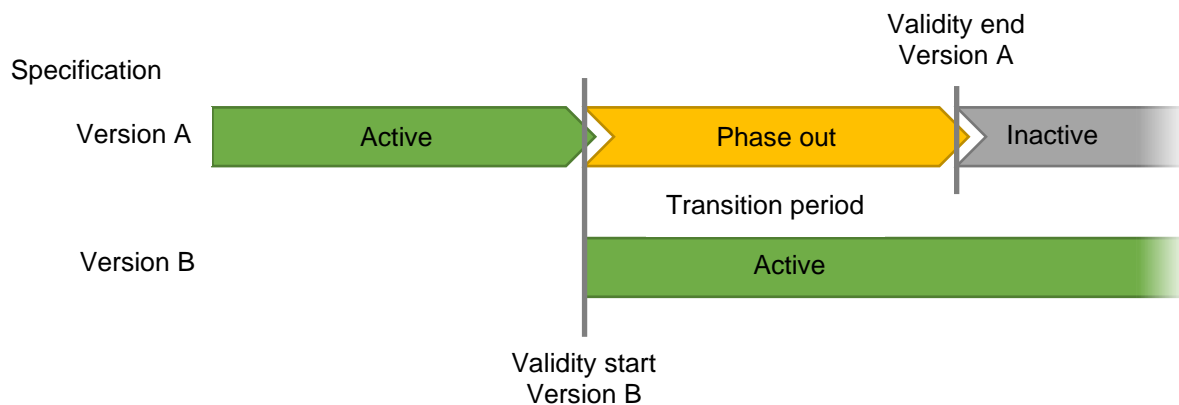 Validity end
Version A
Specification
Version A
Active
Phase out
Inactive
Transition period
Version B
Active
Validity start
Version B